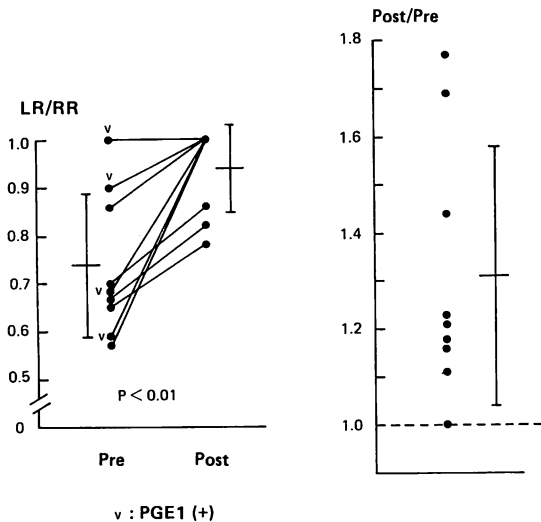 LR/RR
1.0
0.9
0.8
0.7
0.6
0.5
0
v
v
v
v
P < 0.01
Pre Post
v : PGE1 (+)
Post/Pre
1.8
1.6
1.4
1.2
1.0